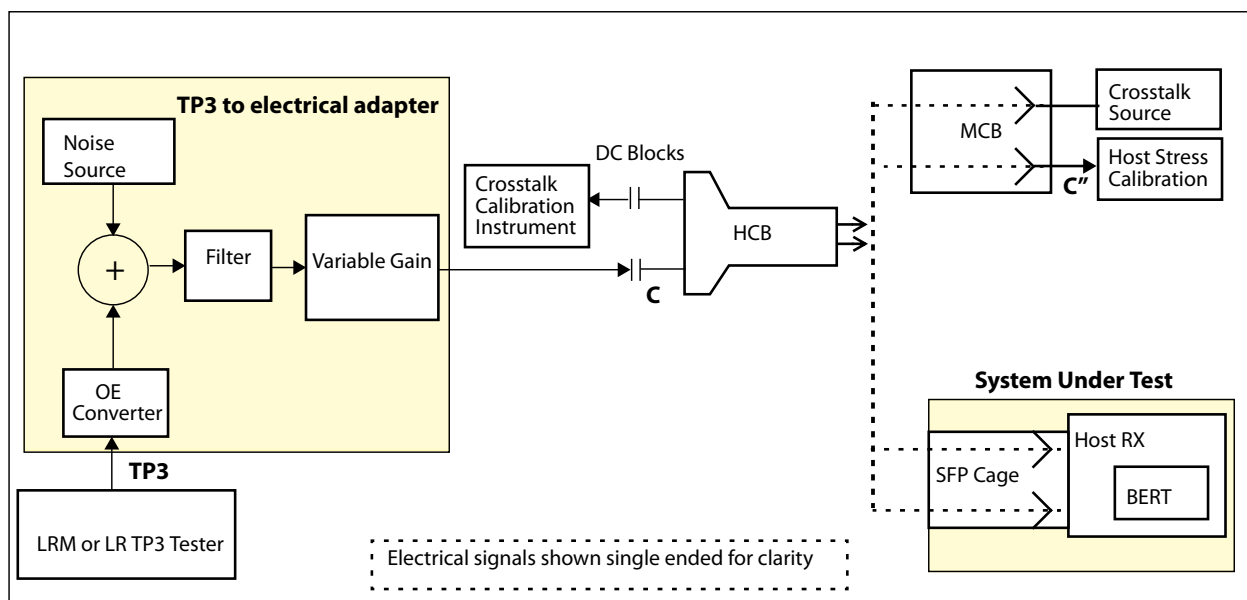 TP3 to electrical adapter
Noise
Source
+
Filter
Variable Gain
OE
Converter
TP3
LRM or LR TP3 Tester
DC Blocks
Crosstalk
Calibration
Instrument
C
HCB
MCB
Crosstalk
Source
Host Stress
Calibration
C″
System Under Test
Host RX
SFP Cage
BERT
Electrical signals shown single ended for clarity